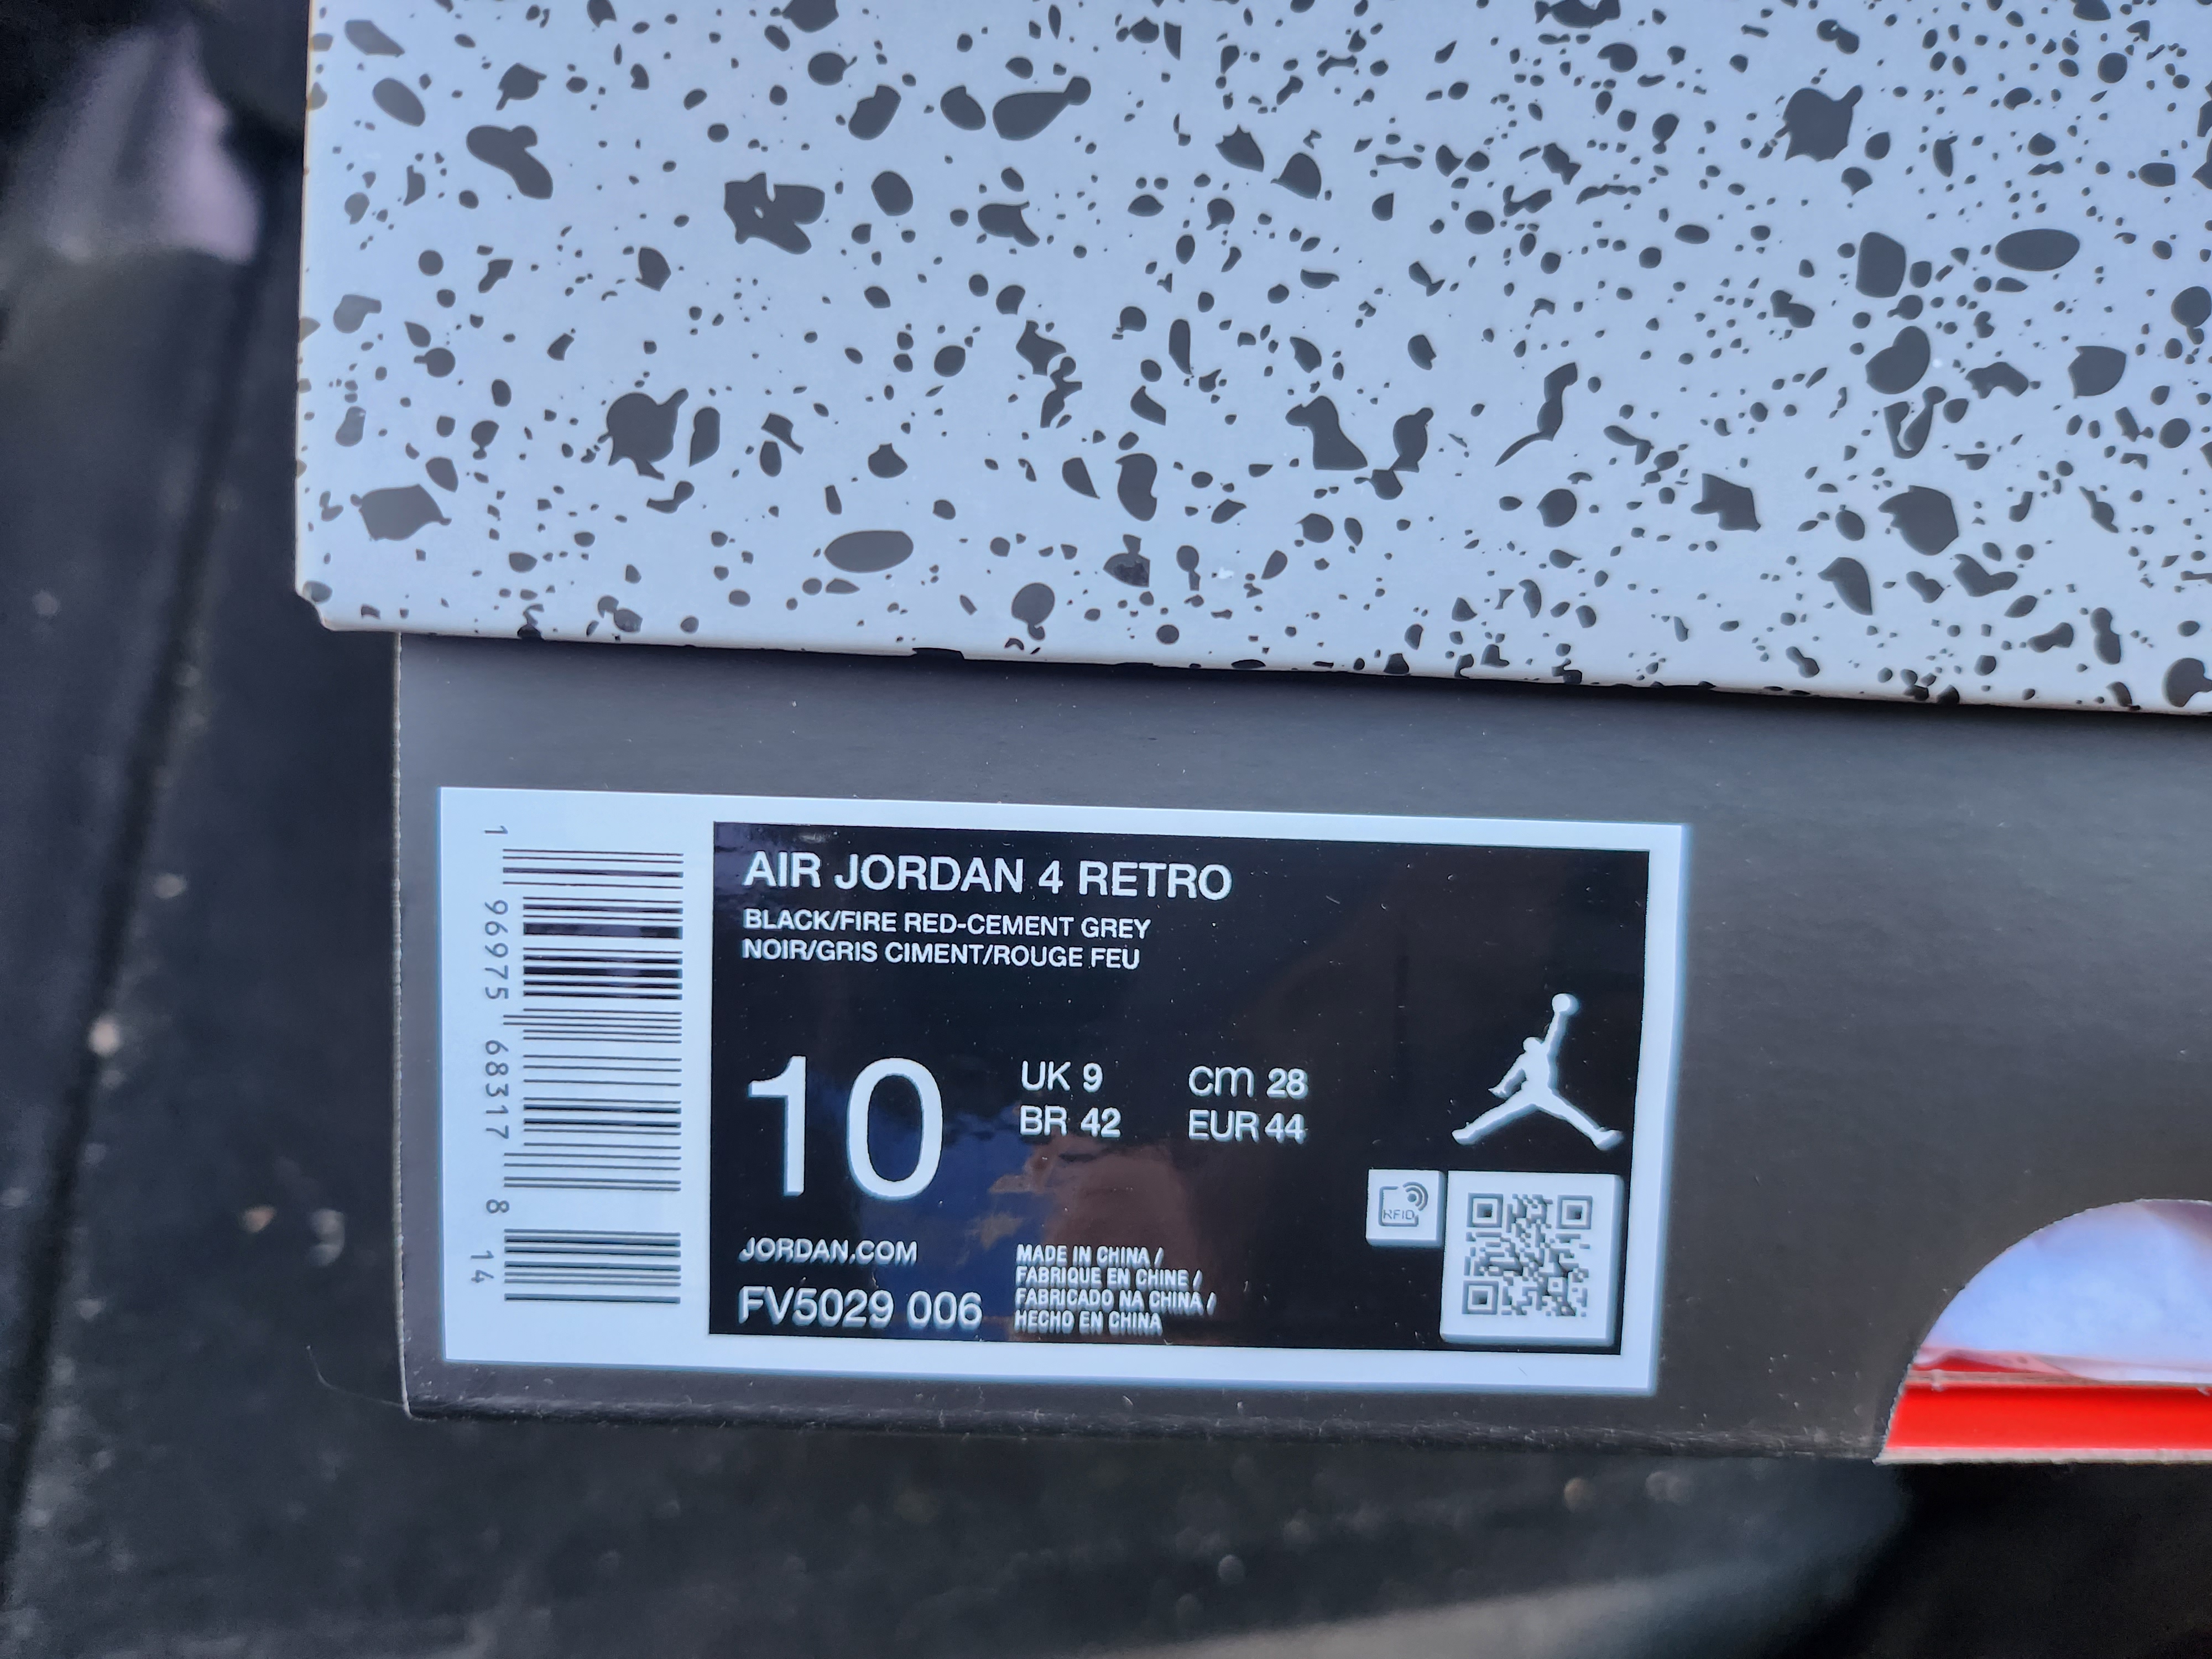 AIR JORDAN 4 RETRO
BLACK/FIRE RED-CEMENT GREY
NOIR/GRIS CIMENT/ROUGE FEU
10
UK 9
cm 28
BR 42
EUR 44
RFID
JORDAN.COM
MADE IN CHINA /
FABRIQUE EN CHINE /
FABRICADO NA CHINA /
HECHO EN CHINA
FV5029 006
1 96975 68317 8 14